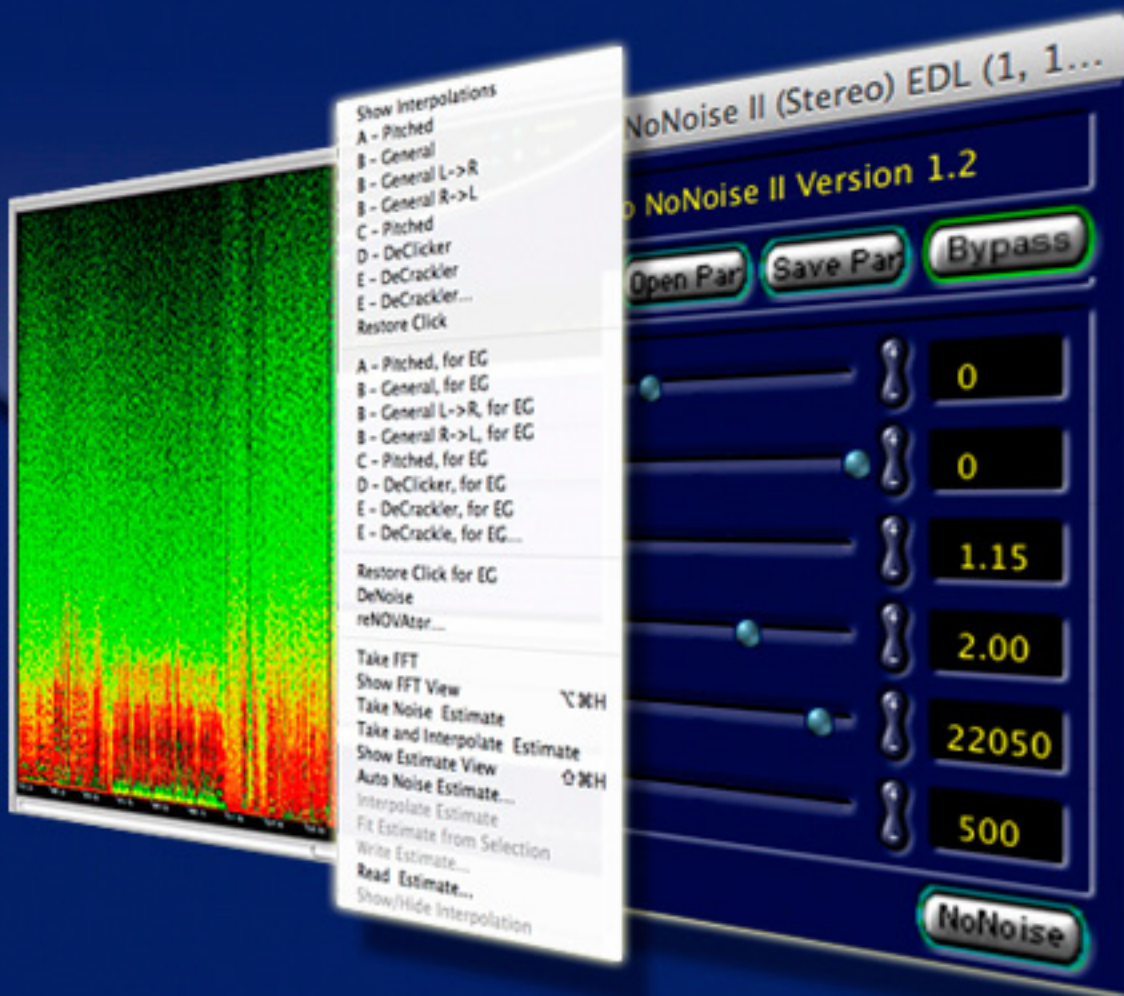 Show Interpolations
A - Pitched
B - General
B - General L->R
B - General R->L
C - Pitched
D - DeClicker
E - DeCrackler
E - DeCrackler...
Restore Click
A - Pitched, for EG
B - General, for EG
B - General L->R, for EG
B - General R->L, for EG
C - Pitched, for EG
D - DeClicker, for EG
E - DeCrackler, for EG
E - DeCrackle, for EG...
Restore Click for EG
DeNoise
reNOVAtor...
Take FFT
Show FFT View ⌥⌘H
Take Noise Estimate
Take and Interpolate Estimate
Show Estimate View ⇧⌘H
Auto Noise Estimate...
Interpolate Estimate
Fit Estimate from Selection
Write Estimate...
Read Estimate...
Show/Hide Interpolation
NoNoise II (Stereo) EDL (1, 1...
NoNoise II Version 1.2
Open Par Save Par Bypass
0
0
1.15
2.00
22050
500
NoNoise